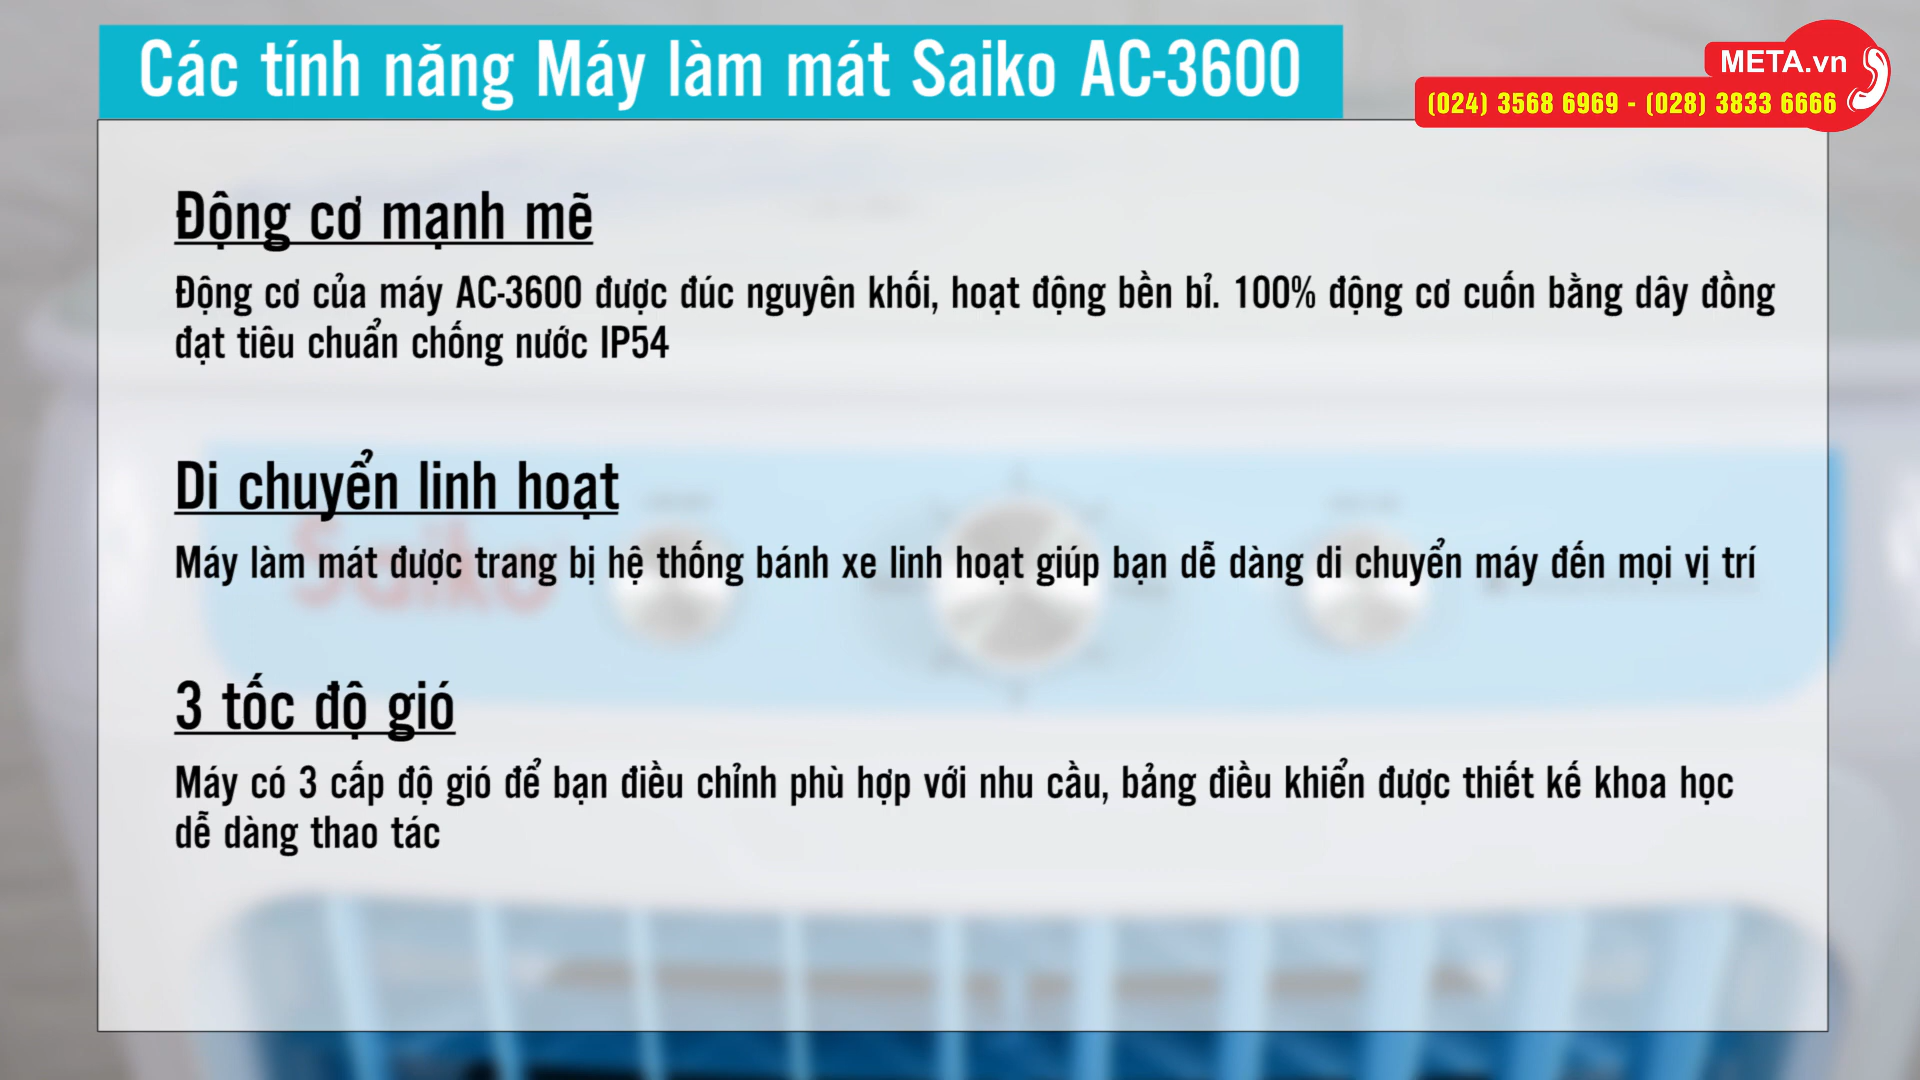 Các tính năng Máy làm mát Saiko AC-3600
META.vn
(024) 3568 6969 - (028) 3833 6666
Động cơ mạnh mẽ
Động cơ của máy AC-3600 được đúc nguyên khối, hoạt động bền bỉ. 100% động cơ cuốn bằng dây đồng
đạt tiêu chuẩn chống nước IP54
Di chuyển linh hoạt
Saiko
Máy làm mát được trang bị hệ thống bánh xe linh hoạt giúp bạn dễ dàng di chuyển máy đến mọi vị trí
3 tốc độ gió
Máy có 3 cấp độ gió để bạn điều chỉnh phù hợp với nhu cầu, bảng điều khiển được thiết kế khoa học
dễ dàng thao tác